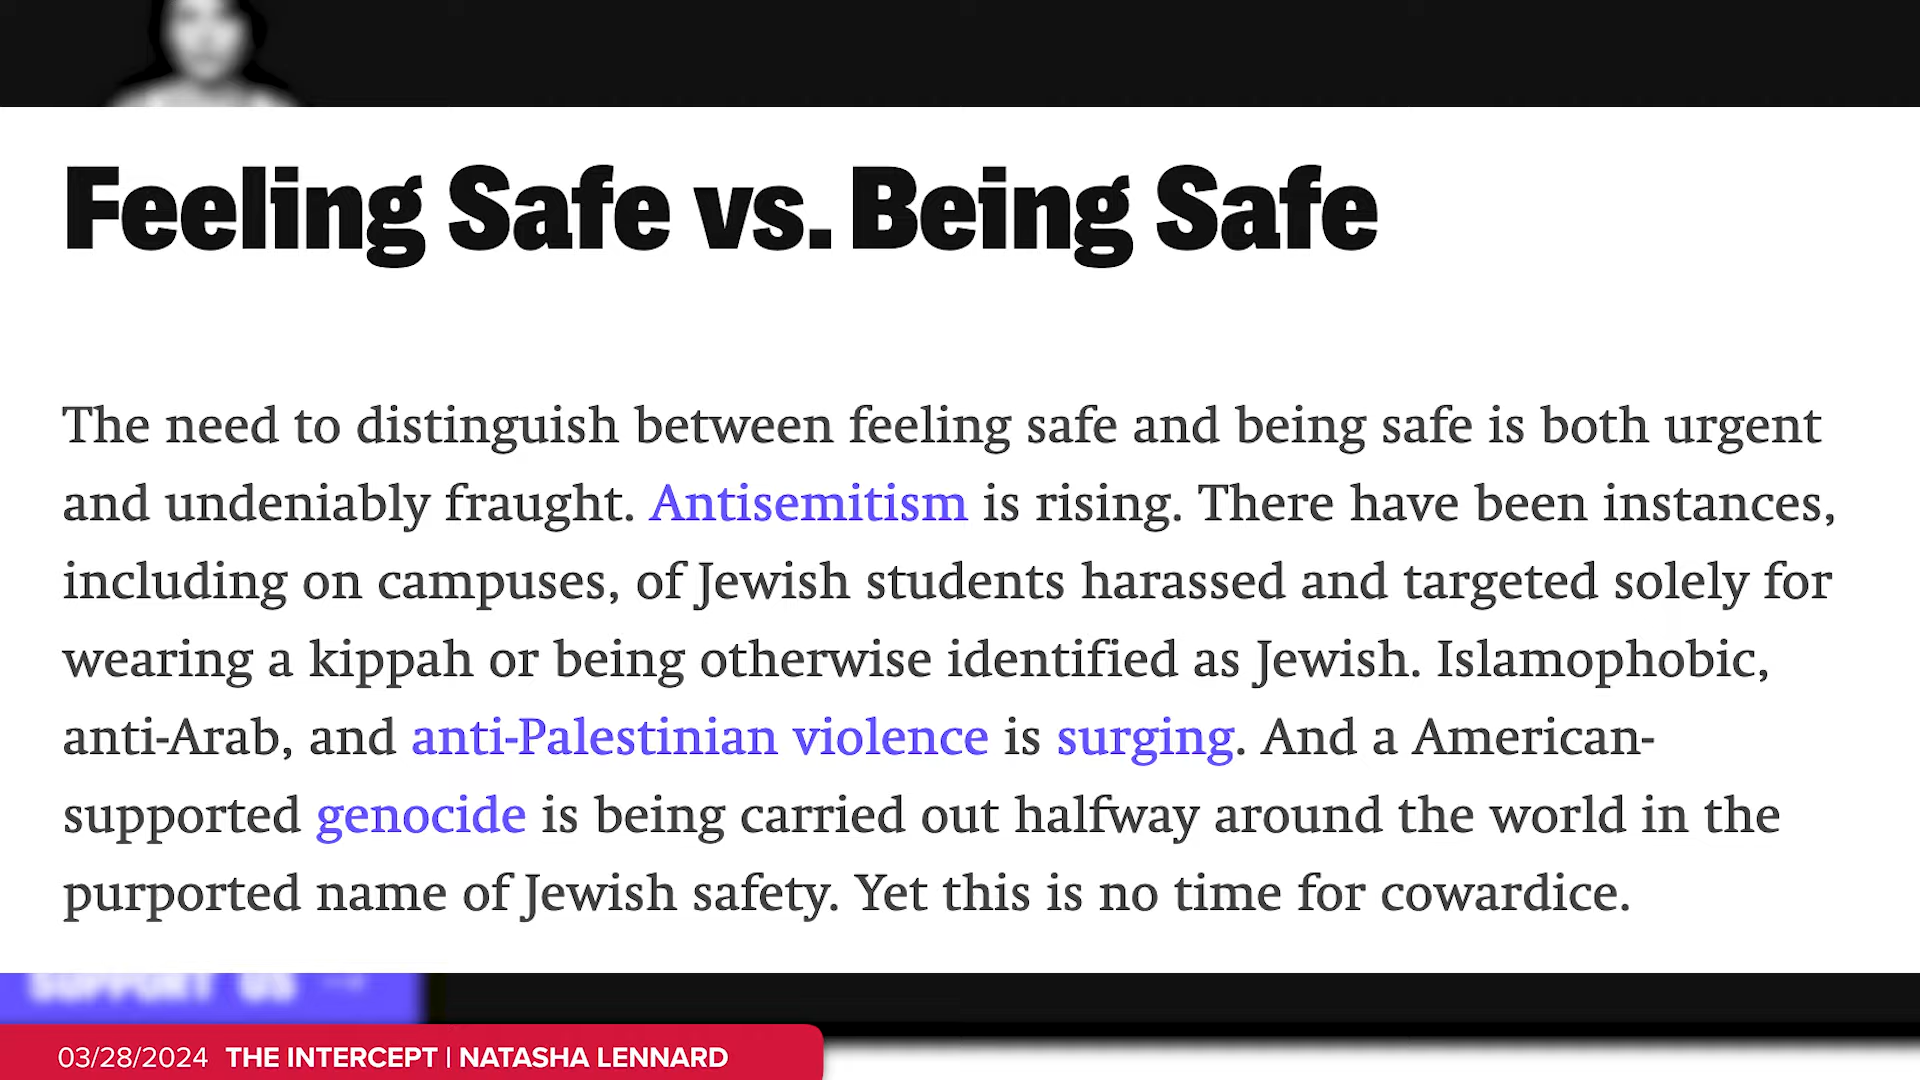 Feeling Safe vs. Being Safe
The need to distinguish between feeling safe and being safe is both urgent
and undeniably fraught. Antisemitism is rising. There have been instances,
including on campuses, of Jewish students harassed and targeted solely for
wearing a kippah or being otherwise identified as Jewish. Islamophobic,
anti-Arab, and anti-Palestinian violence is surging. And a American-
supported genocide is being carried out halfway around the world in the
purported name of Jewish safety. Yet this is no time for cowardice.
SUPPORT US
03/28/2024 THE INTERCEPT | NATASHA LENNARD